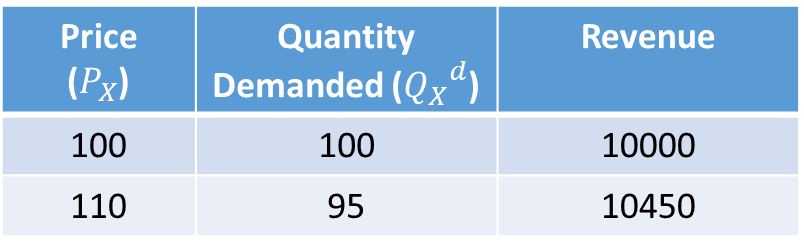 Price Quantity Revenue
(P_X) Demanded (Q_X^d)
100 100 10000
110 95 10450